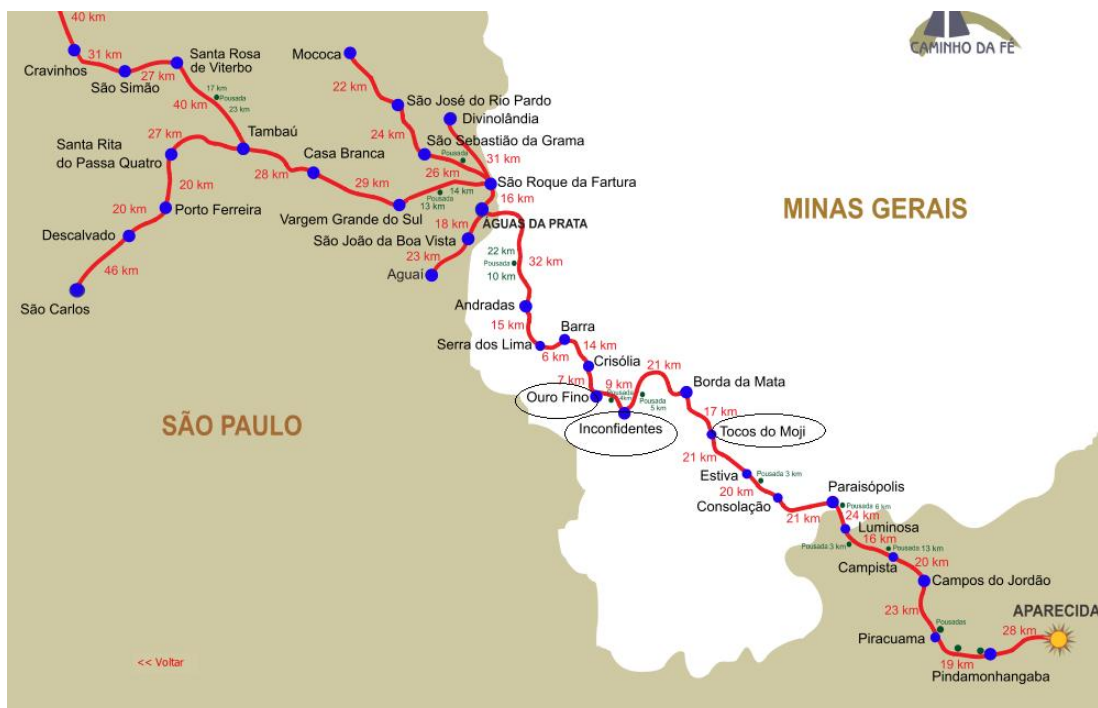 40 km
CAMINHO DA FÉ
31 km
Cravinhos
São Simão
27 km
Santa Rosa
de Viterbo
17 km
Pousada
23 km
40 km
Mococa
22 km
São José do Rio Pardo
Divinolândia
24 km
São Sebastião da Grama
Pousada
26 km
31 km
27 km
Santa Rita
do Passa Quatro
Tambaú
Casa Branca
28 km
29 km
14 km
Pousada
13 km
São Roque da Fartura
16 km
20 km
Porto Ferreira
Vargem Grande do Sul
18 km
ÁGUAS DA PRATA
MINAS GERAIS
20 km
Descalvado
São João da Boa Vista
23 km
Aguaí
46 km
São Carlos
22 km
Pousada
10 km
32 km
Andradas
15 km
Serra dos Lima
6 km
Barra
14 km
Crisólia
7 km
9 km
21 km
Ouro Fino
Pousada
4km
Pousada
5 km
Borda da Mata
SÃO PAULO
Inconfidentes
17 km
Tocos do Moji
21 km
Estiva
Pousada 3 km
20 km
Consolação
21 km
Paraisópolis
Pousada 6 km
24 km
Luminosa
16 km
Pousada 3 km
Pousada 13 km
Campista
20 km
Campos do Jordão
23 km
Piracuama
Pousadas
19 km
Pindamonhangaba
28 km
APARECIDA
<< Voltar